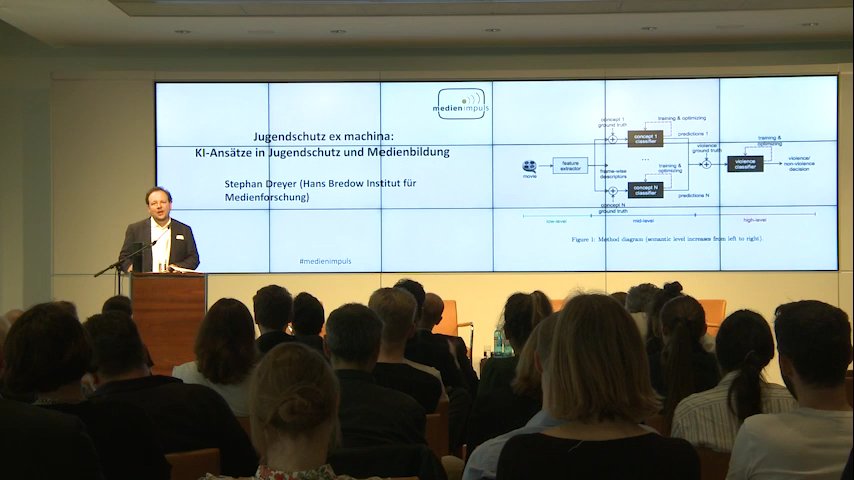 medienimpuls
Jugendschutz ex machina:
KI-Ansätze in Jugendschutz und Medienbildung
Stephan Dreyer (Hans Bredow Institut für
Medienforschung)
#medienimpuls
concept 1
ground truth
training &
optimizing
concept 1
classifier
predictions 1
violence
ground truth
training &
optimizing
movie
feature
extractor
frame-wise
descriptors
...
training &
optimizing
concept N
classifier
predictions N
concept N
ground truth
violence
classifier
violence/
non-violence
decision
low-level
mid-level
high-level
Figure 1: Method diagram (semantic level increases from left to right).